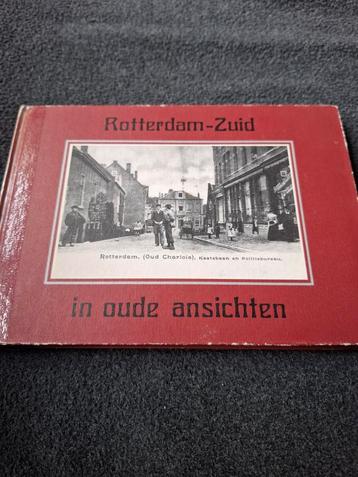 Rotterdam-Zuid
Rotterdam. (Oud Charlois), Kaatsbaan en Politiebureau.
in oude ansichten